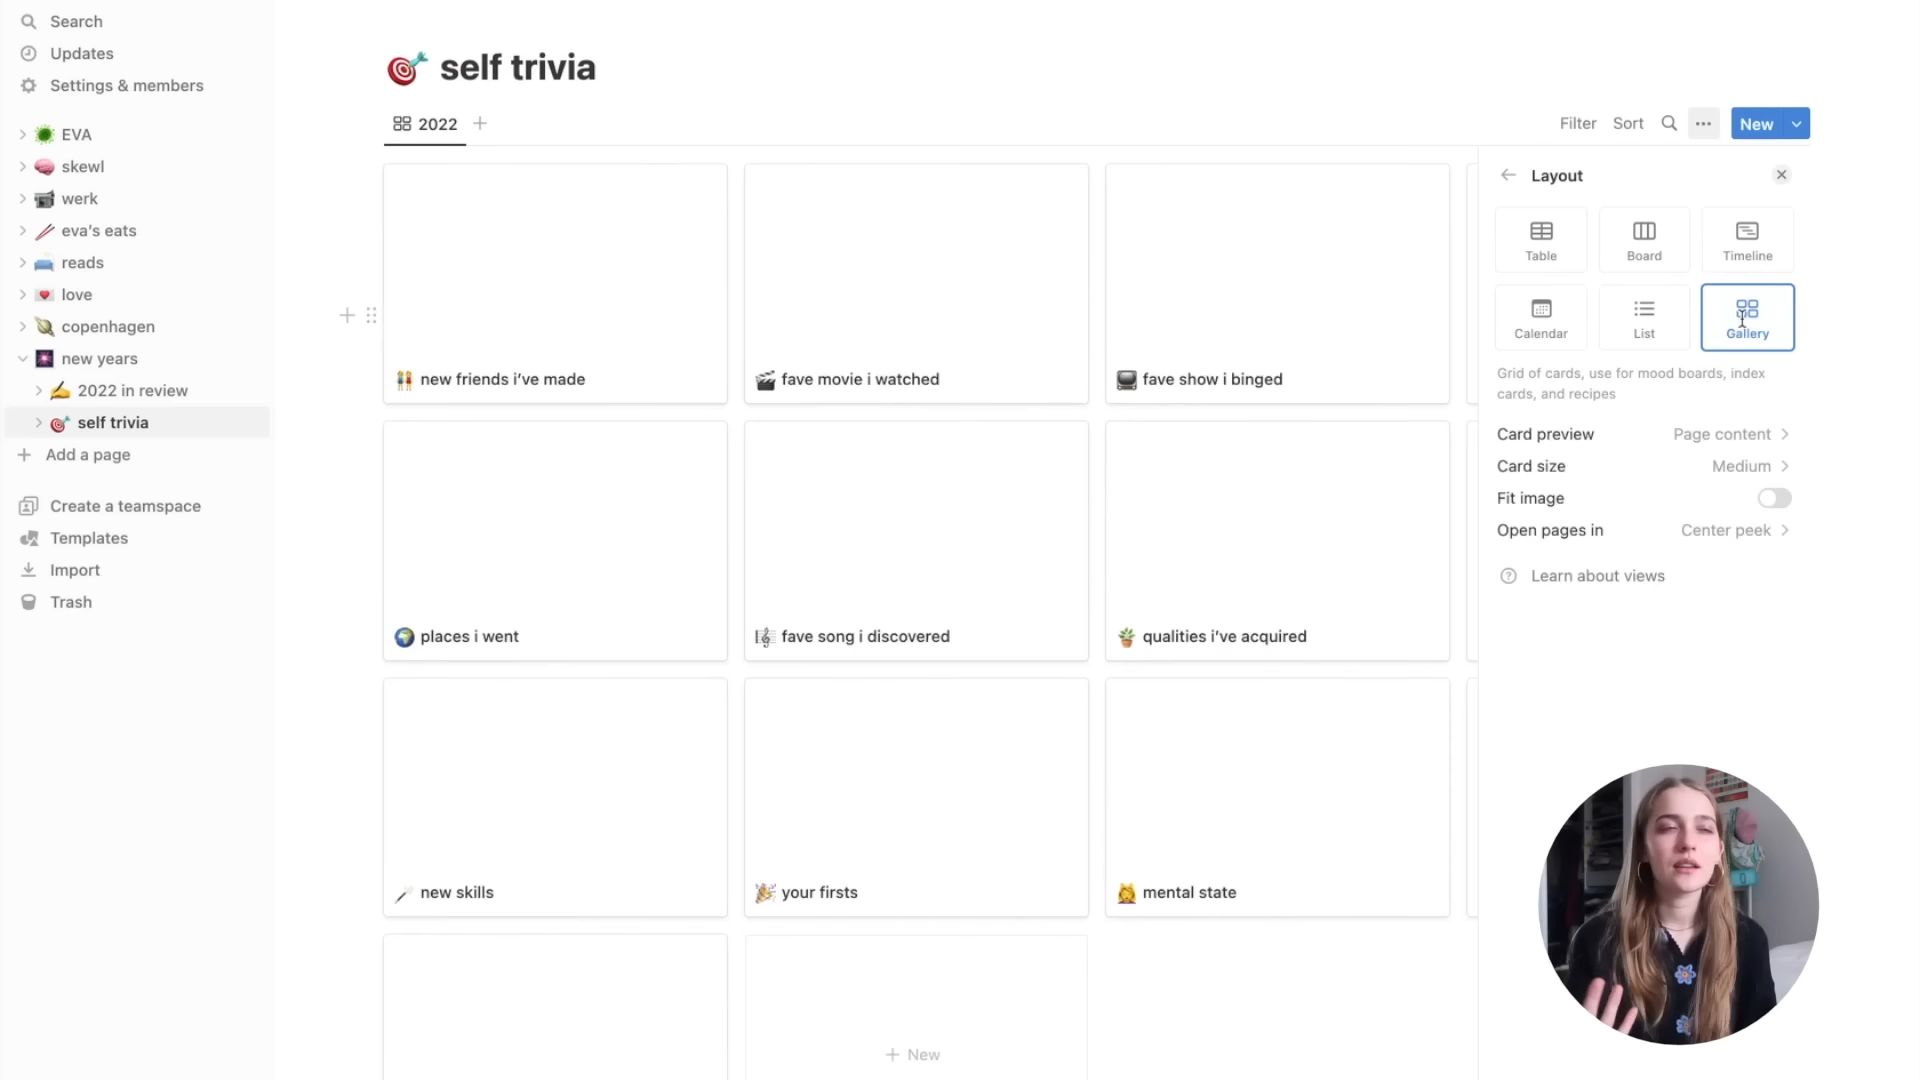 Search
Updates
Settings & members
EVA
skewl
werk
eva's eats
reads
love
copenhagen
new years
2022 in review
self trivia
Add a page
Create a teamspace
Templates
Import
Trash
self trivia
2022
Filter Sort New
new friends i've made
fave movie i watched
fave show i binged
places i went
fave song i discovered
qualities i've acquired
new skills
your firsts
mental state
New
Layout
Table Board Timeline
Calendar List Gallery
Grid of cards, use for mood boards, index
cards, and recipes
Card preview Page content
Card size Medium
Fit image
Open pages in Center peek
Learn about views